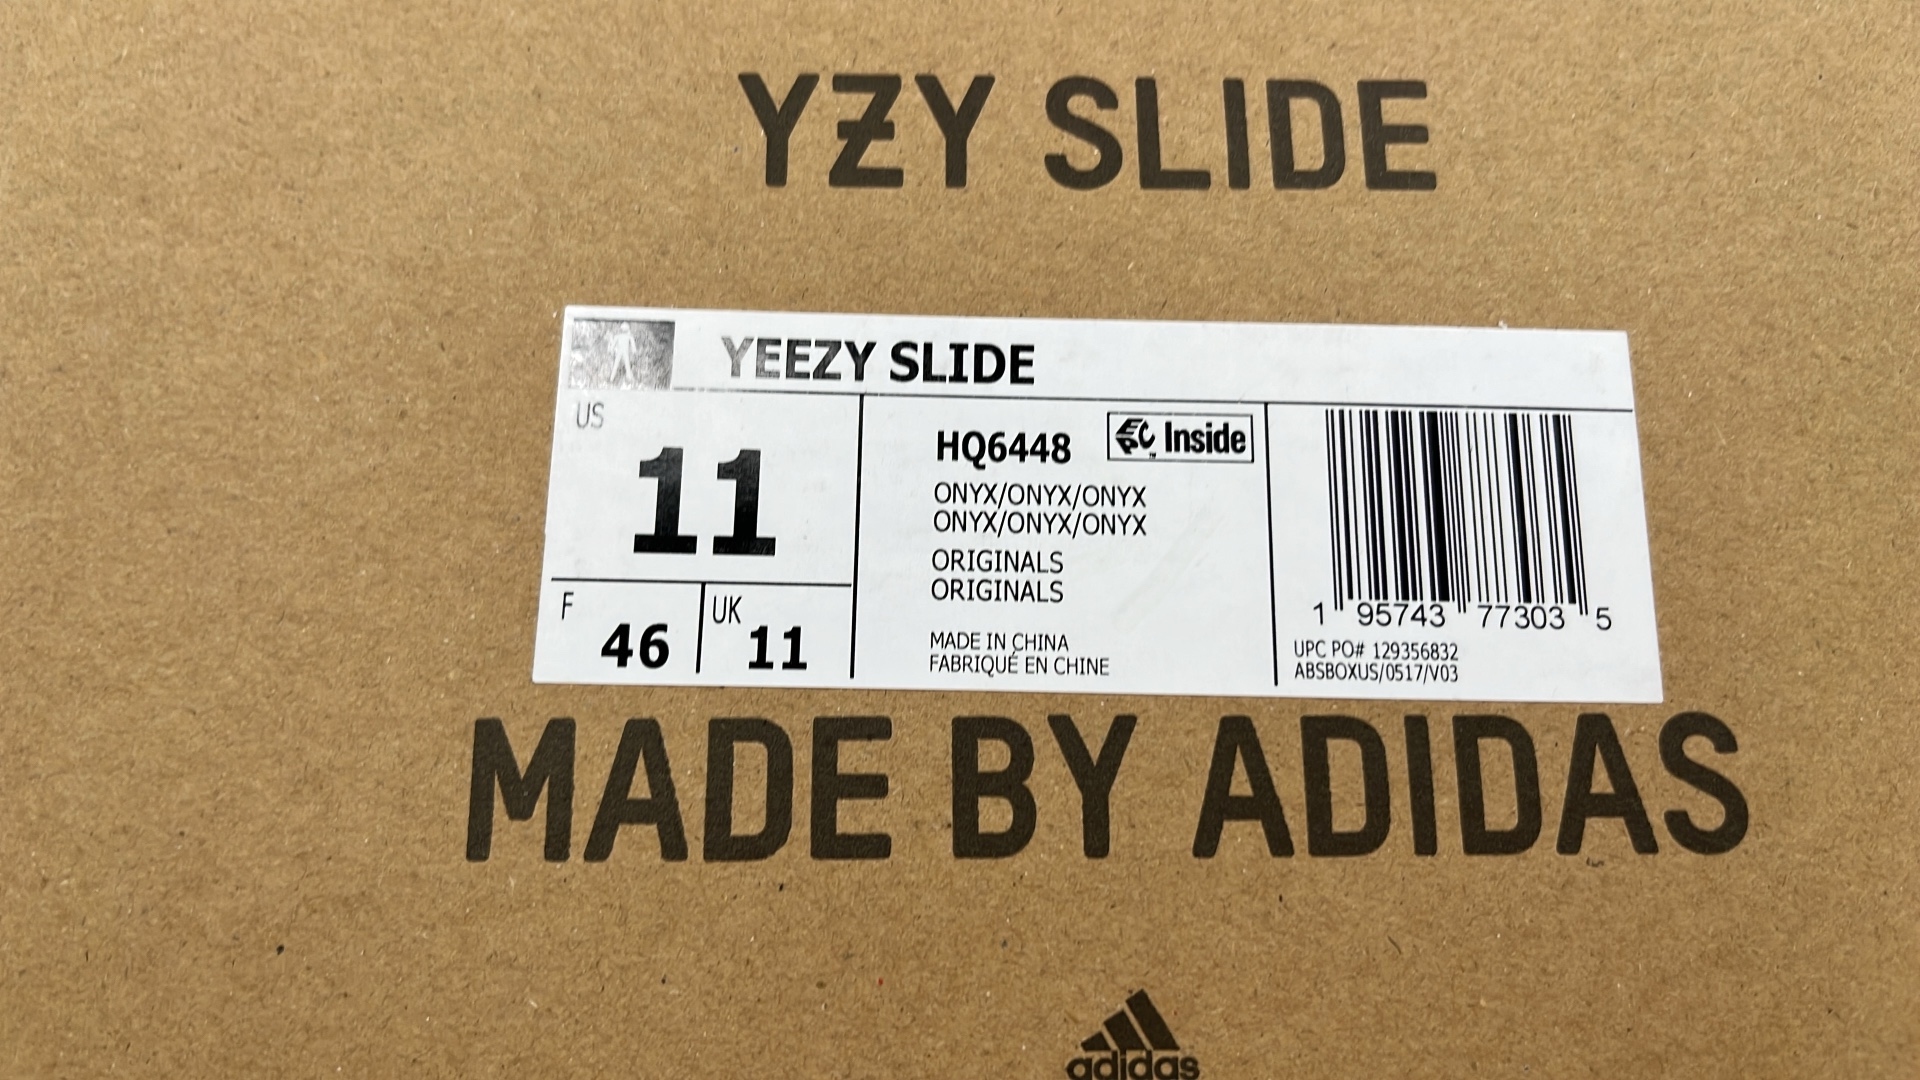 YZY SLIDE
YEEZY SLIDE
US
11
F
46
UK
11
HQ6448
EPC Inside
ONYX/ONYX/ONYX
ONYX/ONYX/ONYX
ORIGINALS
ORIGINALS
MADE IN CHINA
FABRIQUÉ EN CHINE
1 95743 77303 5
UPC PO# 129356832
ABSBOXUS/0517/V03
MADE BY ADIDAS
adidas